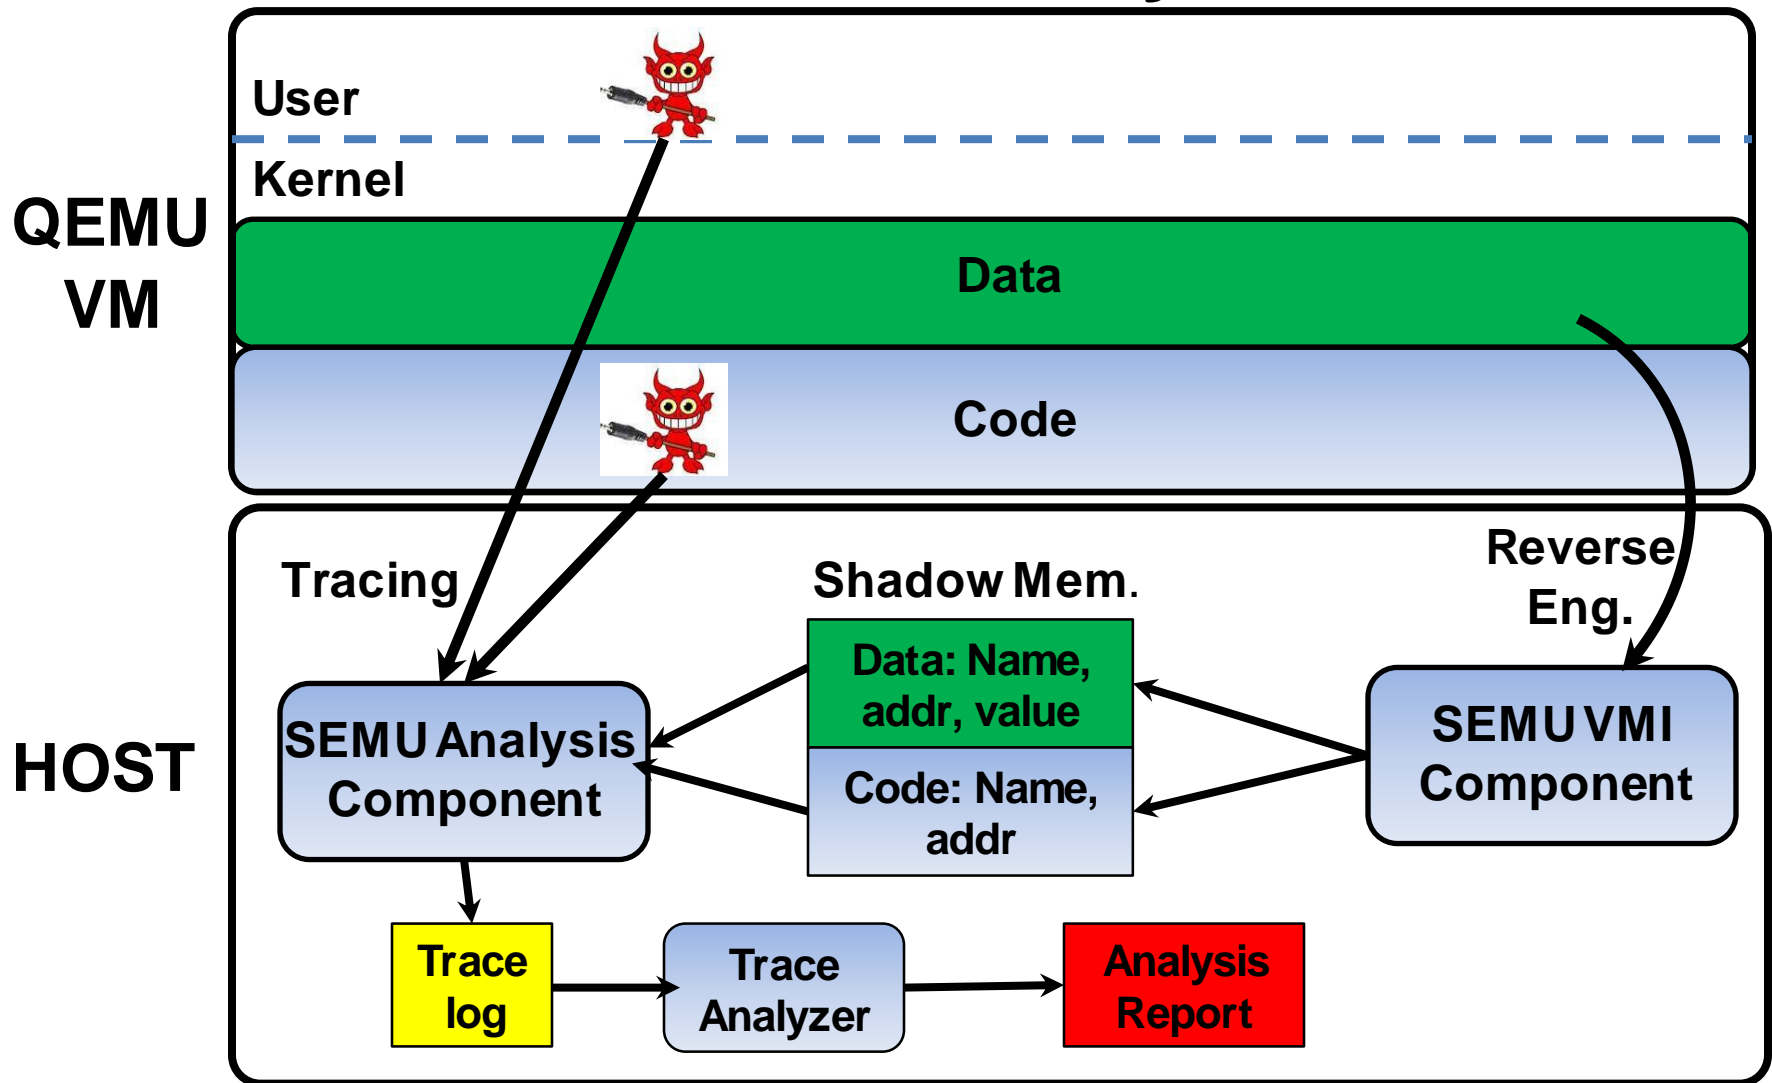 User
Kernel
QEMU
VM
Data
Code
Tracing
Shadow Mem.
Reverse
Eng.
Data: Name,
addr, value
Code: Name,
addr
SEMU Analysis
Component
SEMU VMI
Component
HOST
Trace
log
Trace
Analyzer
Analysis
Report